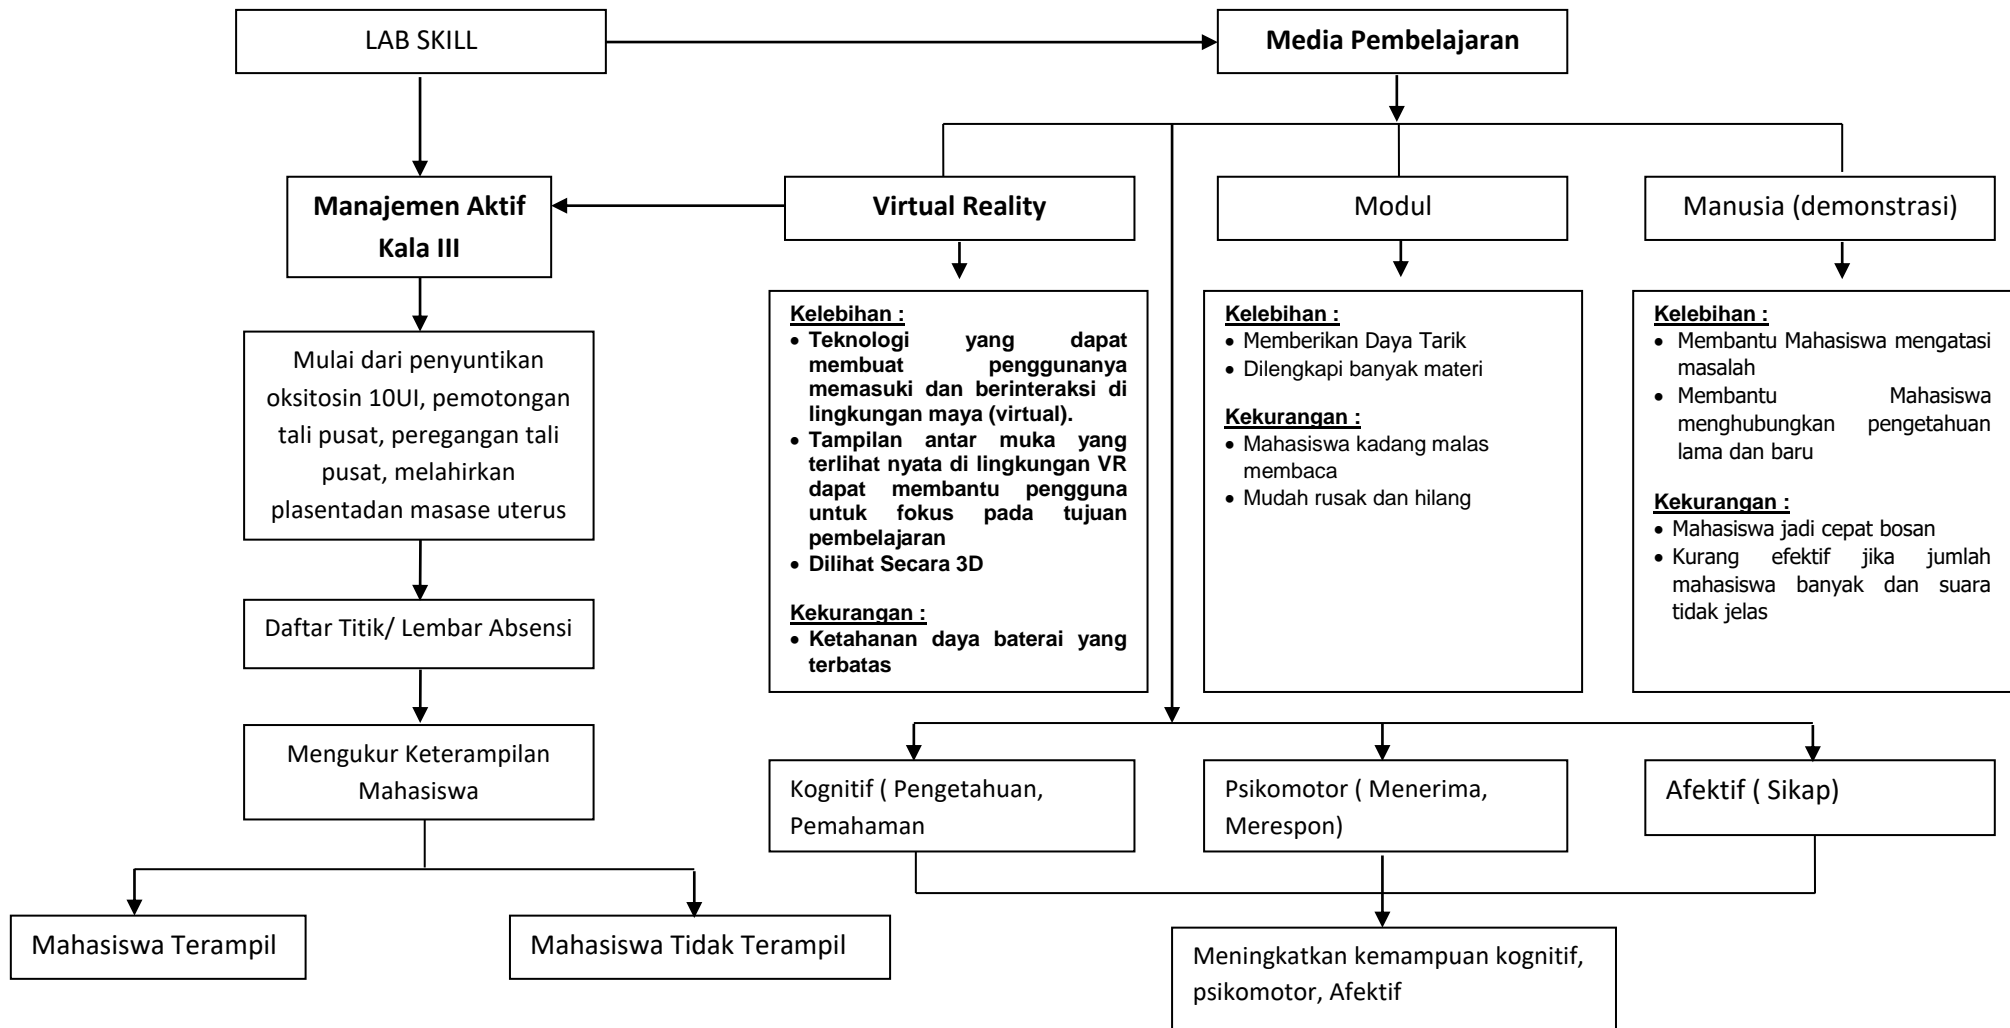 LAB SKILL
Media Pembelajaran
Manajemen Aktif
Kala III
Virtual Reality
Modul
Manusia (demonstrasi)
Mulai dari penyuntikan
oksitosin 10UI, pemotongan
tali pusat, peregangan tali
pusat, melahirkan
plasentadan masase uterus
Kelebihan :
• Teknologi yang dapat
membuat penggunanya
memasuki dan berinteraksi di
lingkungan maya (virtual).
• Tampilan antar muka yang
terlihat nyata di lingkungan VR
dapat membantu pengguna
untuk fokus pada tujuan
pembelajaran
• Dilihat Secara 3D
Kekurangan :
• Ketahanan daya baterai yang
terbatas
Kelebihan :
• Memberikan Daya Tarik
• Dilengkapi banyak materi
Kekurangan :
• Mahasiswa kadang malas
membaca
• Mudah rusak dan hilang
Kelebihan :
• Membantu Mahasiswa mengatasi
masalah
• Membantu Mahasiswa
menghubungkan pengetahuan
lama dan baru
Kekurangan :
• Mahasiswa jadi cepat bosan
• Kurang efektif jika jumlah
mahasiswa banyak dan suara
tidak jelas
Daftar Titik/ Lembar Absensi
Mengukur Keterampilan
Mahasiswa
Kognitif ( Pengetahuan,
Pemahaman
Psikomotor ( Menerima,
Merespon)
Afektif ( Sikap)
Mahasiswa Terampil
Mahasiswa Tidak Terampil
Meningkatkan kemampuan kognitif,
psikomotor, Afektif